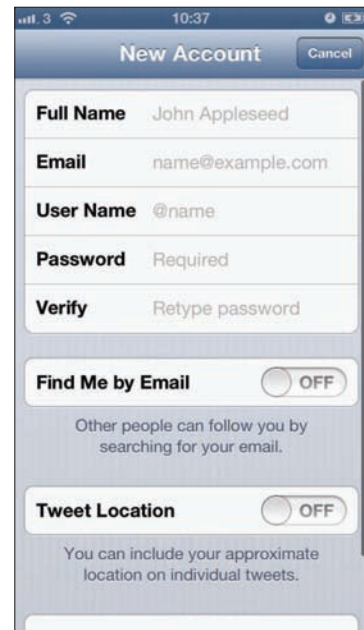 3 10:37
New Account Cancel
Full Name John Appleseed
Email name@example.com
User Name @name
Password Required
Verify Retype password
Find Me by Email OFF
Other people can follow you by
searching for your email.
Tweet Location OFF
You can include your approximate
location on individual tweets.